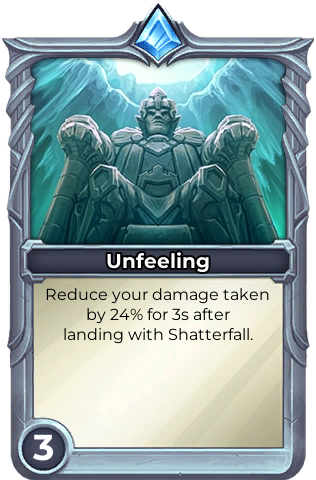 Unfeeling
Reduce your damage taken
by 24% for 3s after
landing with Shatterfall.
3